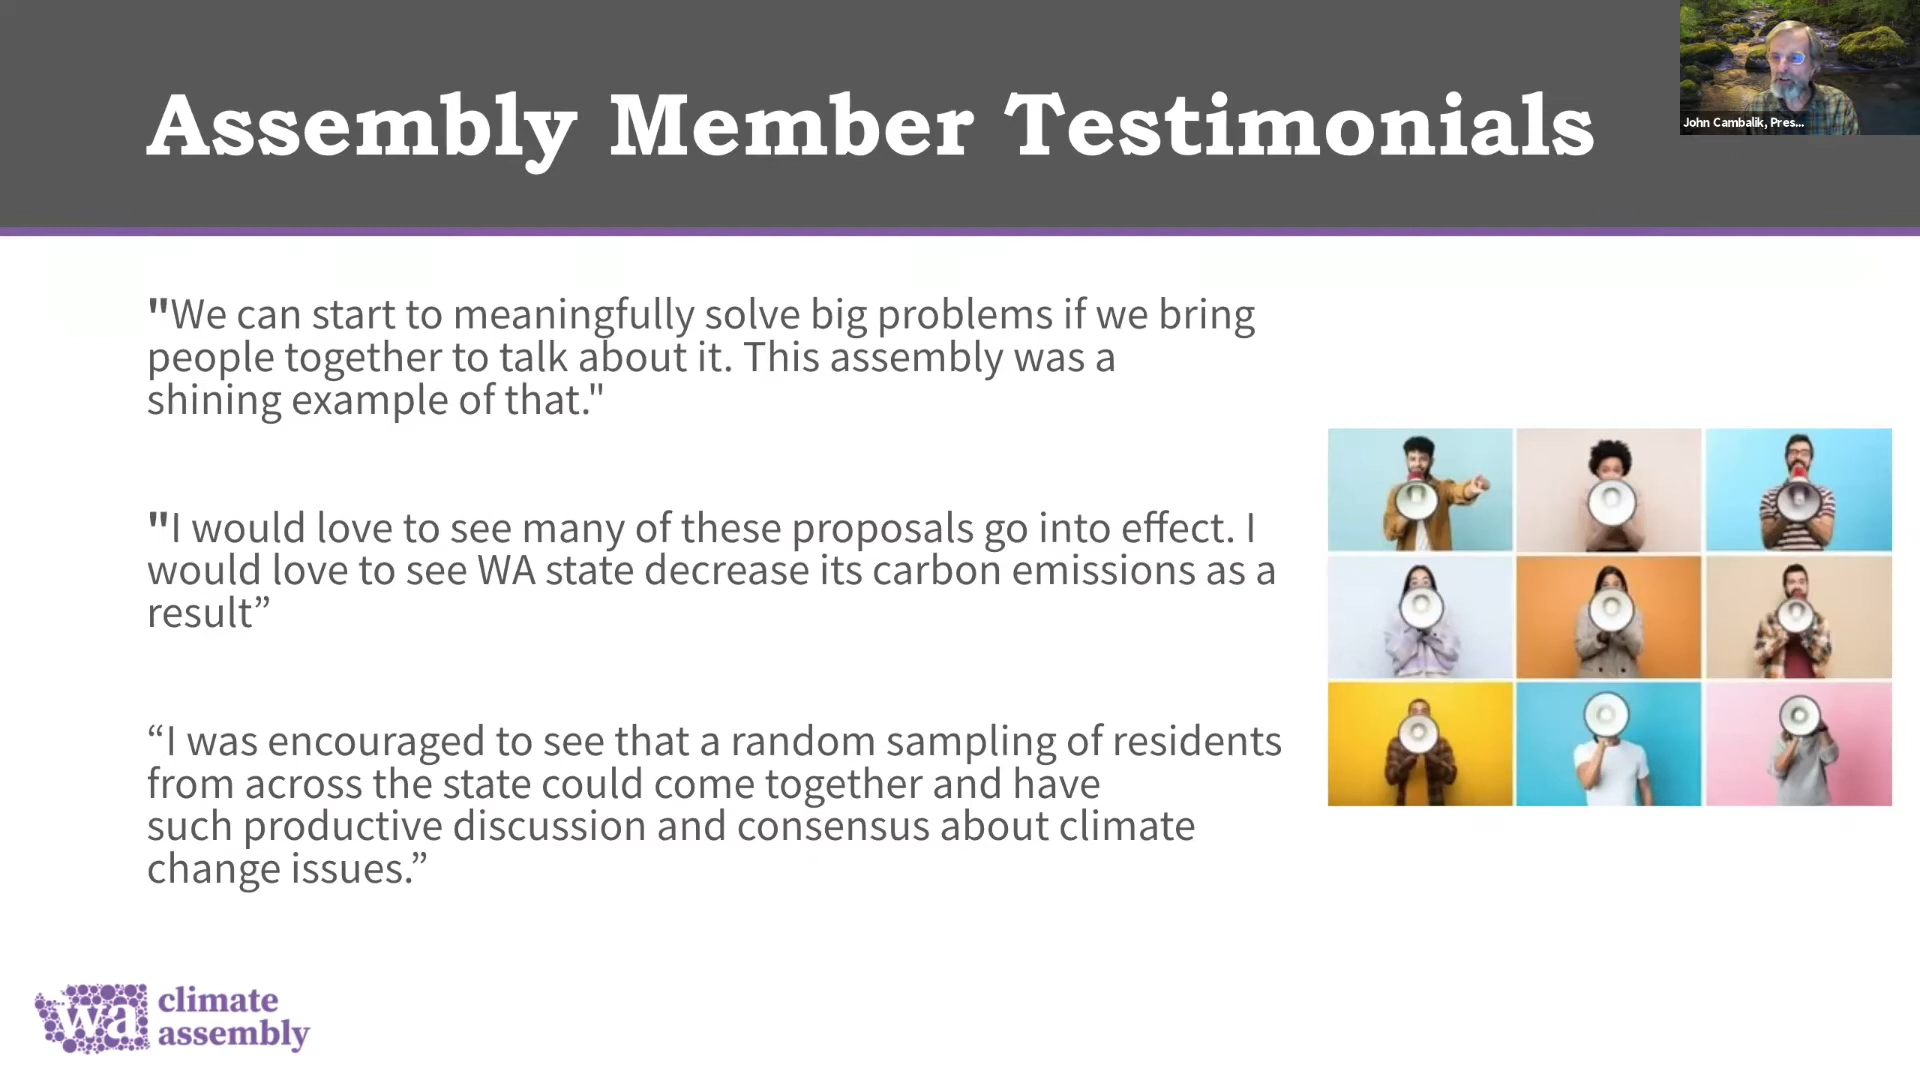 Assembly Member Testimonials
John Cambalik, Pres...
"We can start to meaningfully solve big problems if we bring
people together to talk about it. This assembly was a
shining example of that."
"I would love to see many of these proposals go into effect. I
would love to see WA state decrease its carbon emissions as a
result”
“I was encouraged to see that a random sampling of residents
from across the state could come together and have
such productive discussion and consensus about climate
change issues.”
wa climate
assembly